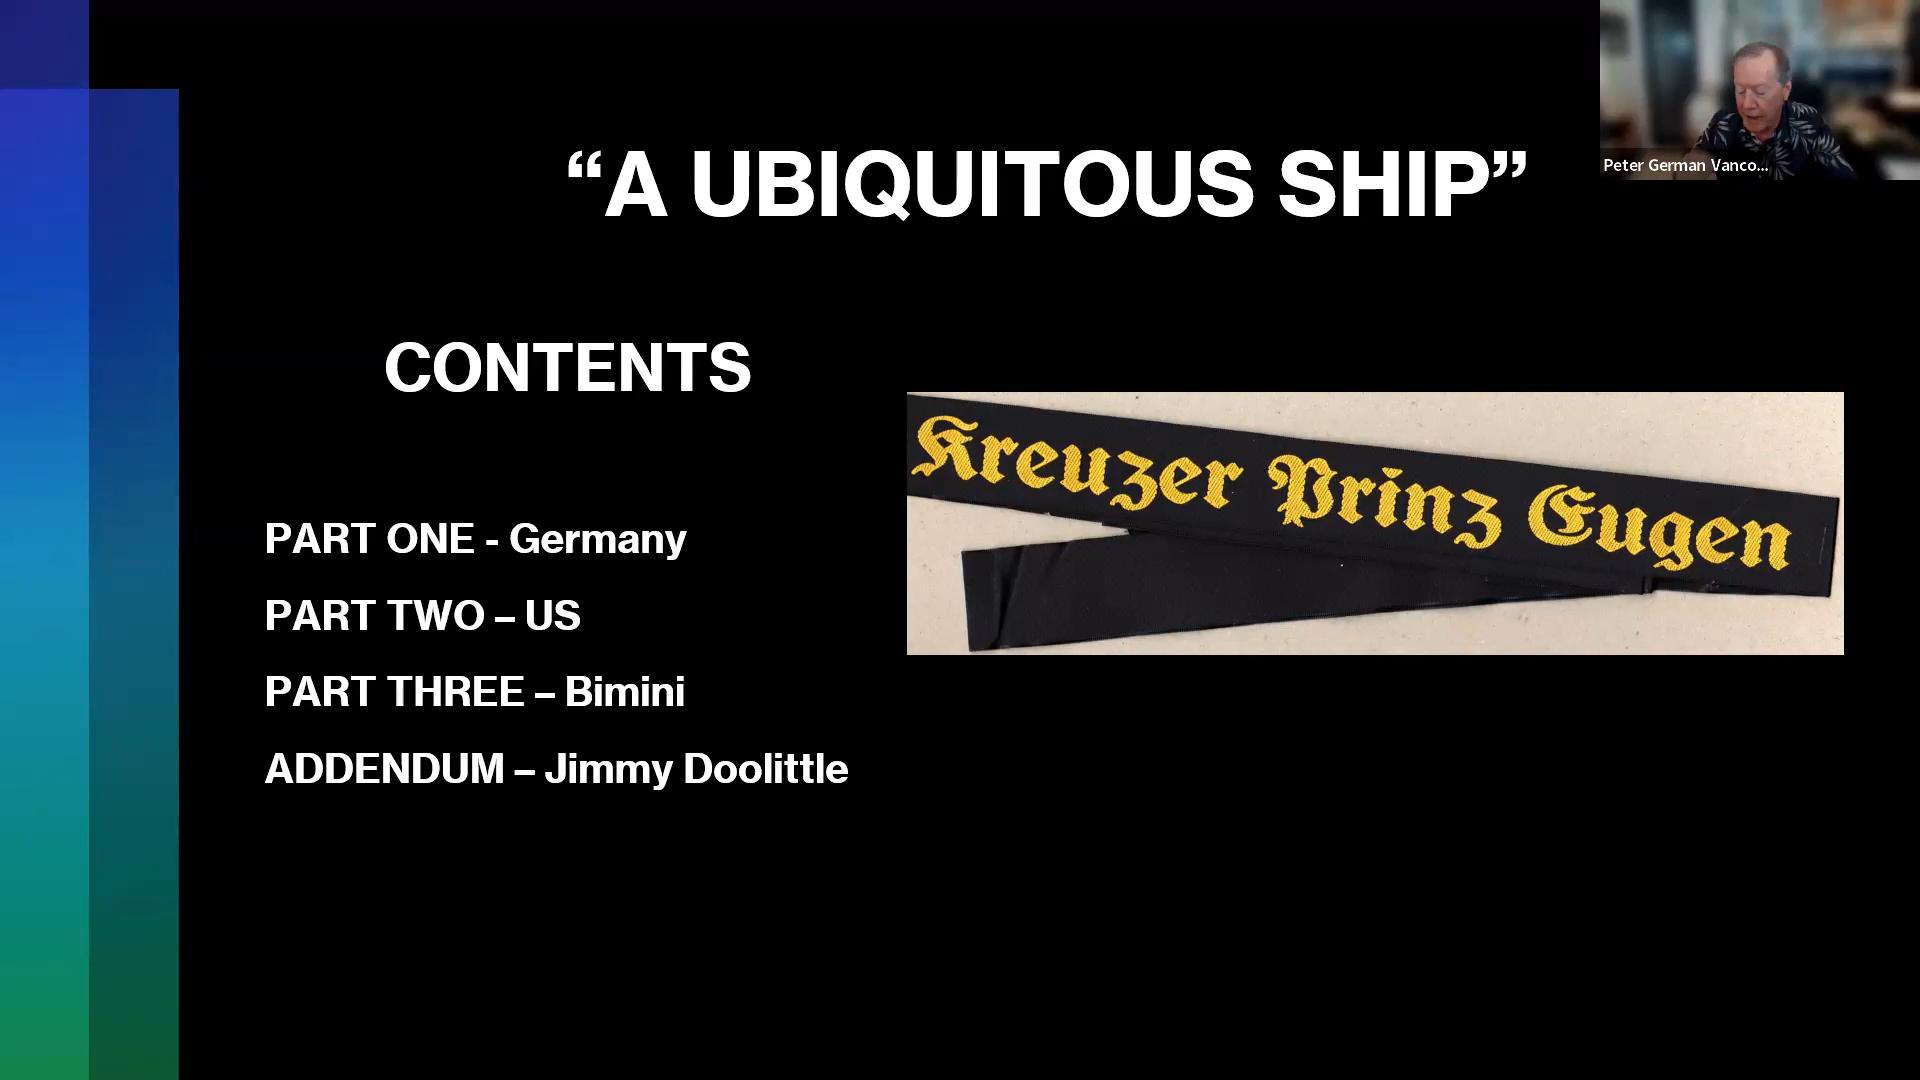 “A UBIQUITOUS SHIP”
Peter German Vanco...
CONTENTS
Kreuzer Prinz Eugen
PART ONE - Germany
PART TWO – US
PART THREE – Bimini
ADDENDUM – Jimmy Doolittle